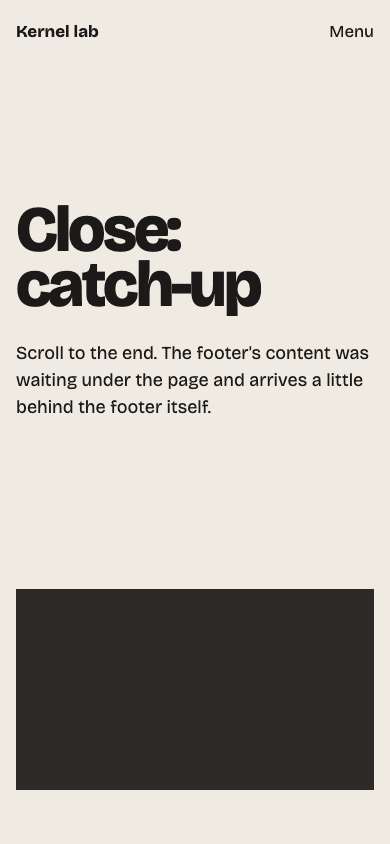 Kernel lab
Menu
Close:
catch-up
Scroll to the end. The footer's content was
waiting under the page and arrives a little
behind the footer itself.